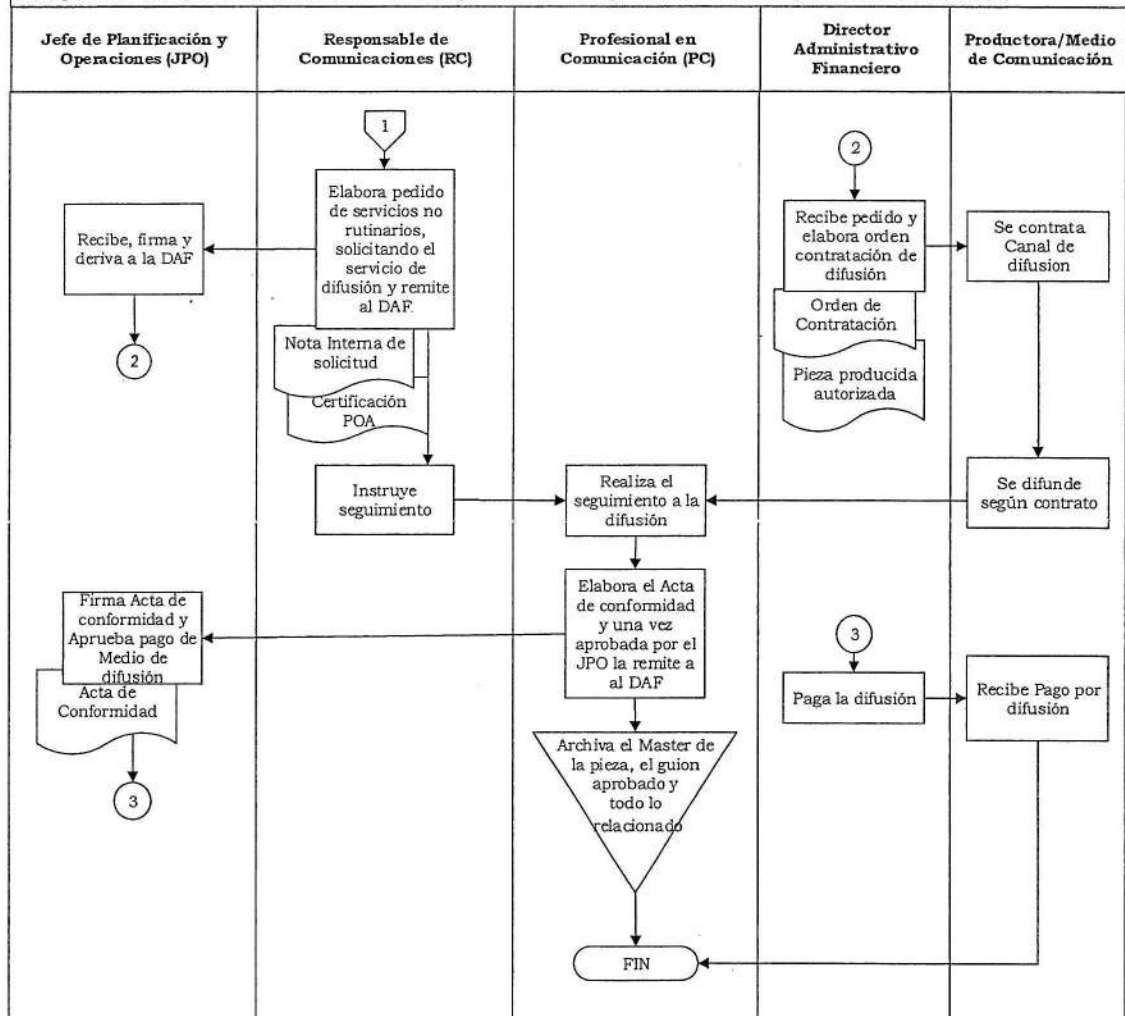 Jefe de Planificación y
Operaciones (JPO)
Responsable de
Comunicaciones (RC)
Profesional en
Comunicación (PC)
Director
Administrativo
Financiero
Productora/Medio
de Comunicación
1
Elabora pedido
de servicios no
rutinarios,
solicitando el
servicio de
difusión y remite
al DAF.
Nota Interna de
solicitud
Certificación
POA
Recibe, firma y
deriva a la DAF
2
2
Recibe pedido y
elabora orden
contratación de
difusión
Orden de
Contratación
Pieza producida
autorizada
Se contrata
Canal de
difusion
Instruye
seguimiento
Realiza el
seguimiento a la
difusión
Se difunde
según contrato
Elabora el Acta
de conformidad
y una vez
aprobada por el
JPO la remite a
al DAF
Firma Acta de
conformidad y
Aprueba pago de
Medio de
difusión
Acta de
Conformidad
3
3
Paga la difusión
Recibe Pago por
difusión
Archiva el Master de
la pieza, el guion
aprobado y
todo lo
relacionado
FIN